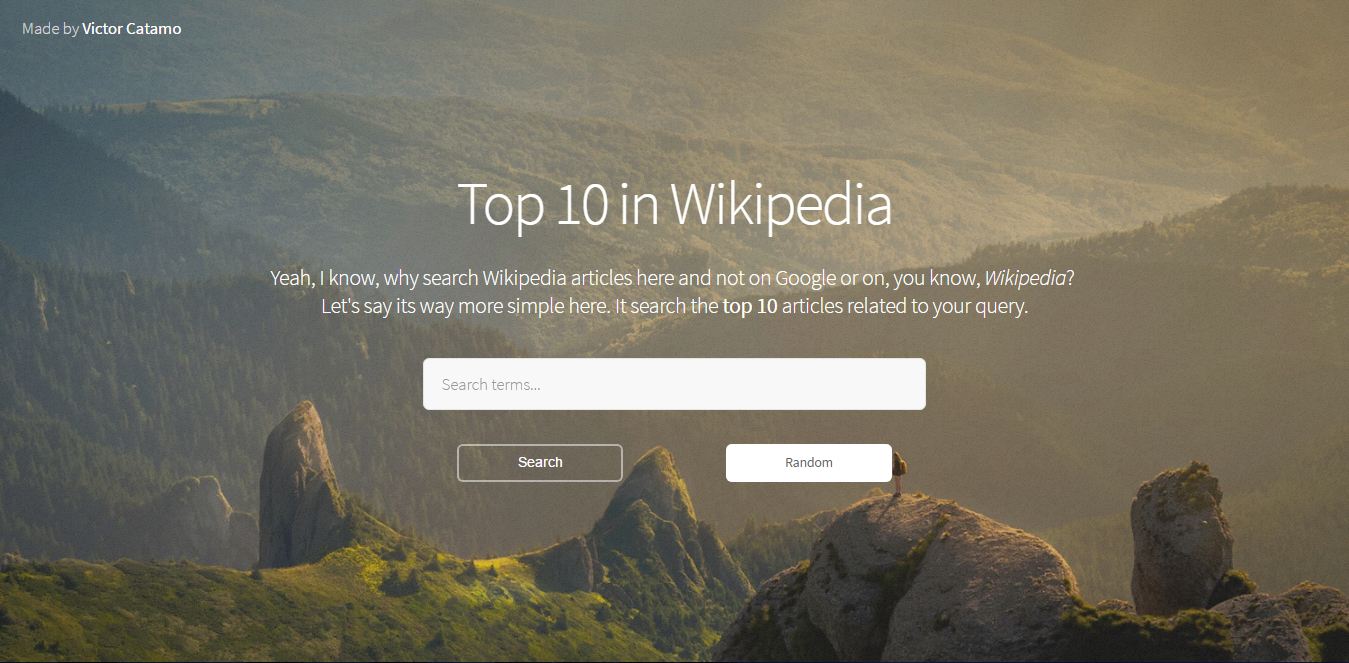 Made by Victor Catamo
Top 10 in Wikipedia
Yeah, I know, why search Wikipedia articles here and not on Google or on, you know, Wikipedia?
Let's say its way more simple here. It search the top 10 articles related to your query.
Search terms...
Search
Random